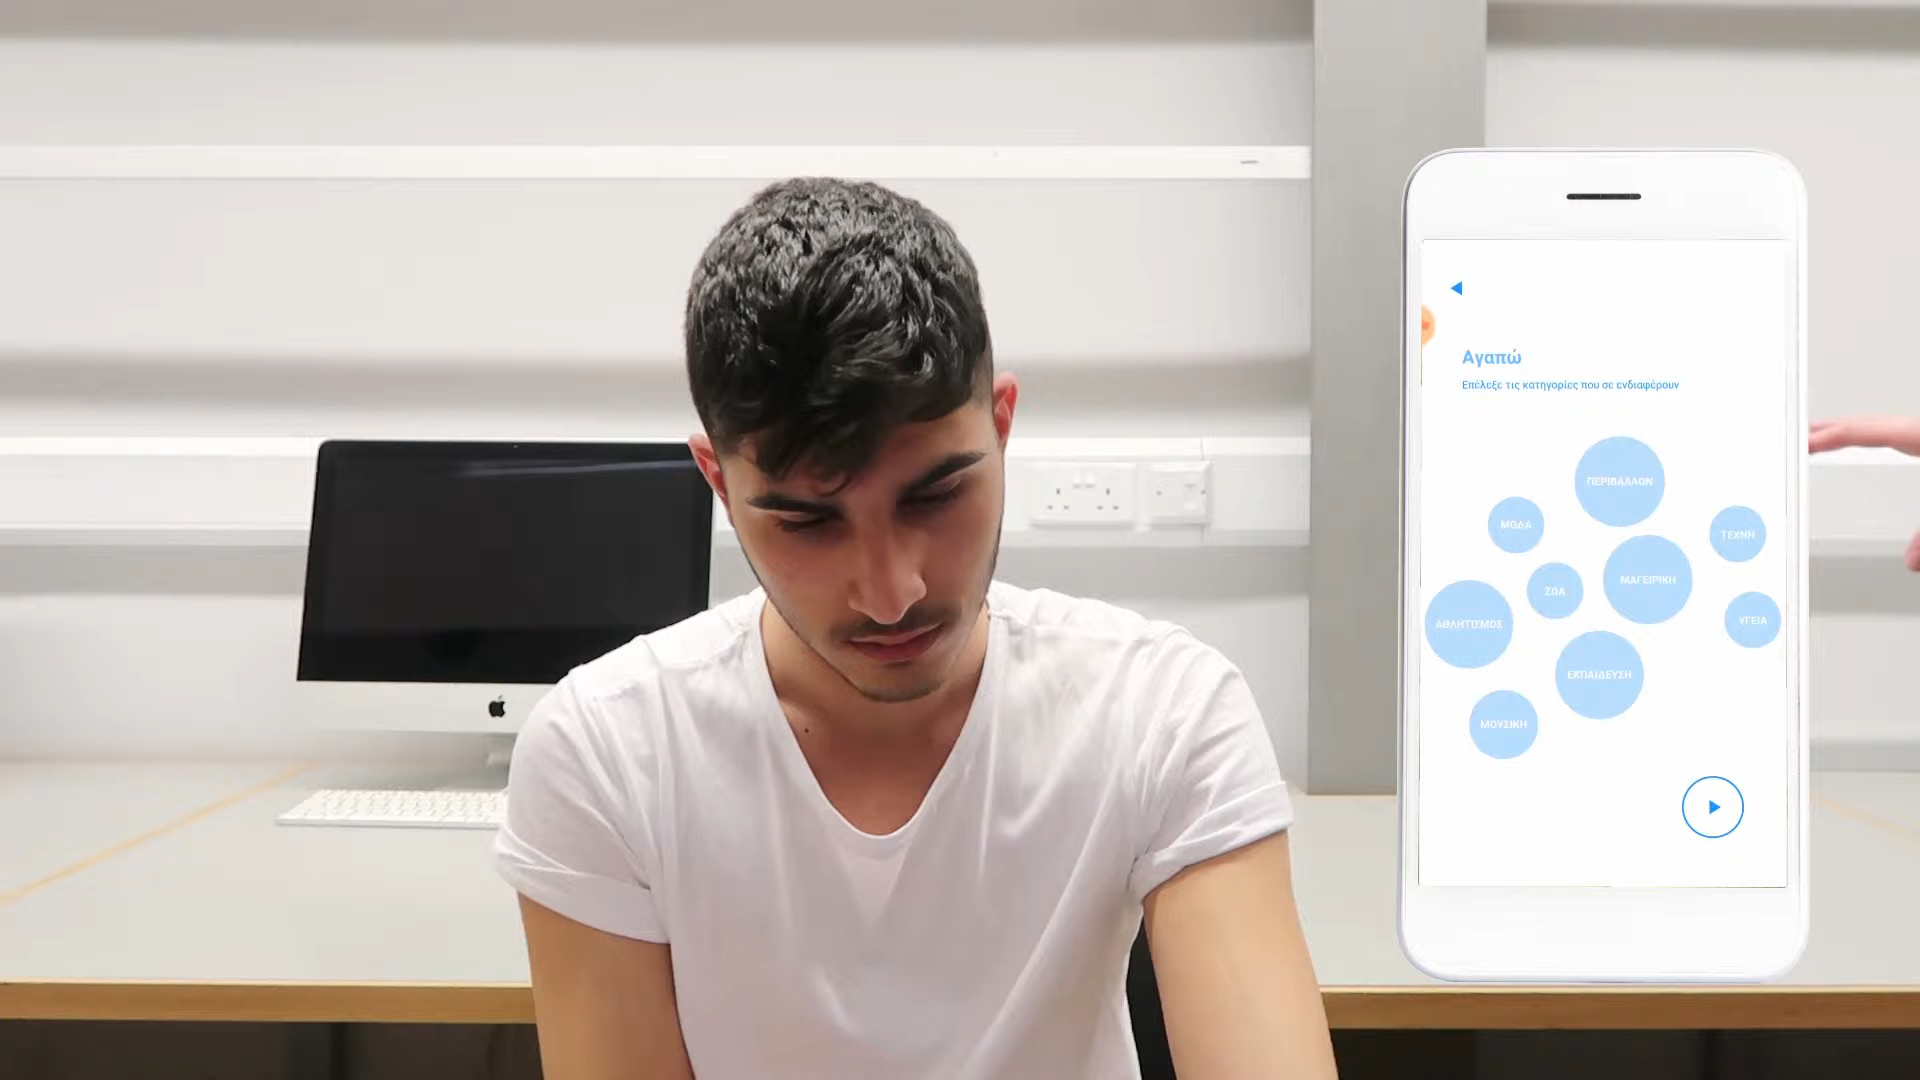 Αγαπώ
Επέλεξε τις κατηγορίες που σε ενδιαφέρουν
ΠΕΡΙΒΑΛΛΟΝ
ΜΟΔΑ
ΤΕΧΝΗ
ΜΑΓΕΙΡΙΚΗ
ΖΩΑ
ΑΘΛΗΤΙΣΜΟΣ
ΥΓΕΙΑ
ΕΚΠΑΙΔΕΥΣΗ
ΜΟΥΣΙΚΗ